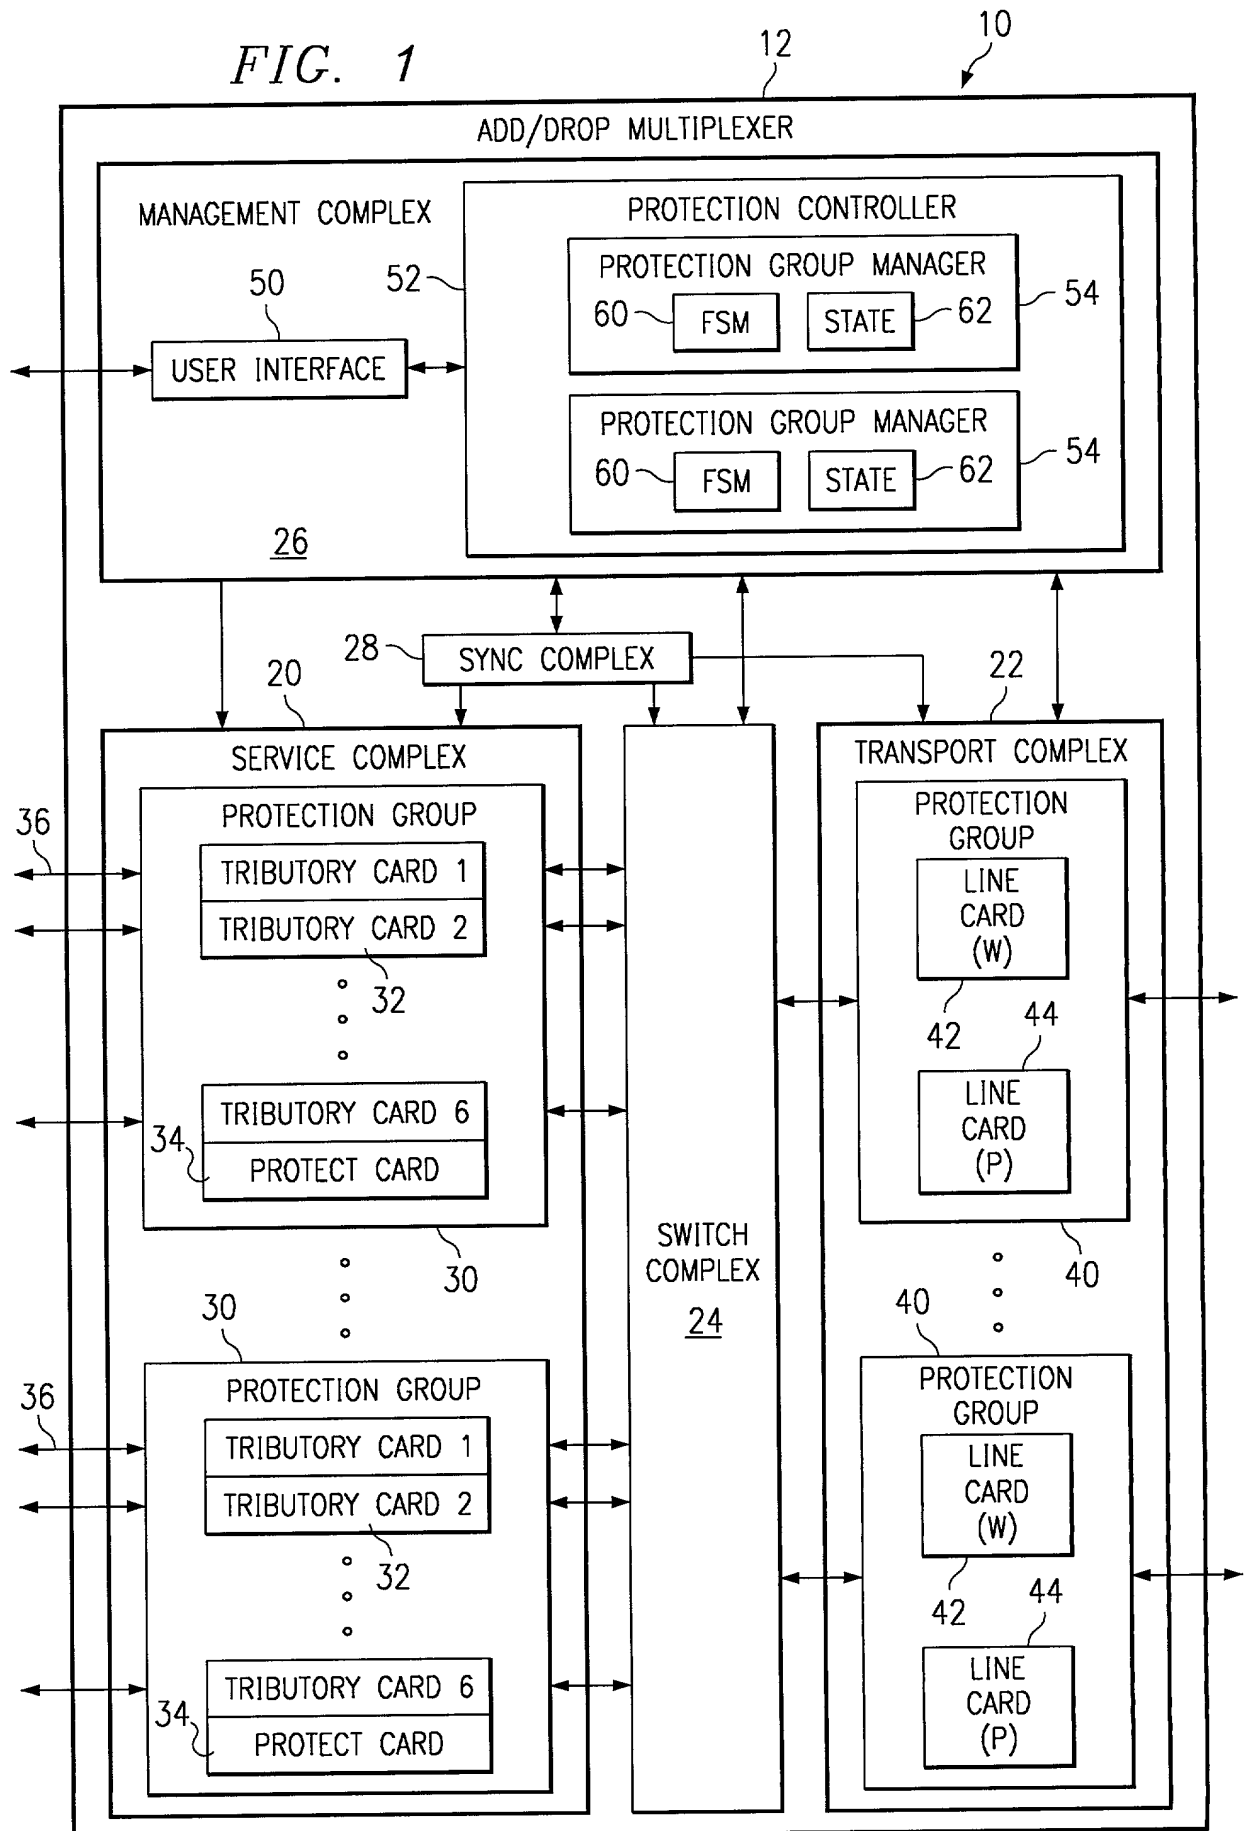 FIG. 1
10
12
ADD/DROP MULTIPLEXER
MANAGEMENT COMPLEX
PROTECTION CONTROLLER
52
PROTECTION GROUP MANAGER
60
FSM
STATE
62
54
50
USER INTERFACE
PROTECTION GROUP MANAGER
60
FSM
STATE
62
54
26
28
SYNC COMPLEX
20
22
SERVICE COMPLEX
TRANSPORT COMPLEX
36
PROTECTION GROUP
TRIBUTORY CARD 1
TRIBUTORY CARD 2
32
TRIBUTORY CARD 6
34
PROTECT CARD
30
PROTECTION
GROUP
LINE
CARD
(W)
42
44
LINE
CARD
(P)
40
SWITCH
COMPLEX
24
30
36
PROTECTION GROUP
TRIBUTORY CARD 1
TRIBUTORY CARD 2
32
TRIBUTORY CARD 6
34
PROTECT CARD
40
PROTECTION
GROUP
LINE
CARD
(W)
42
44
LINE
CARD
(P)